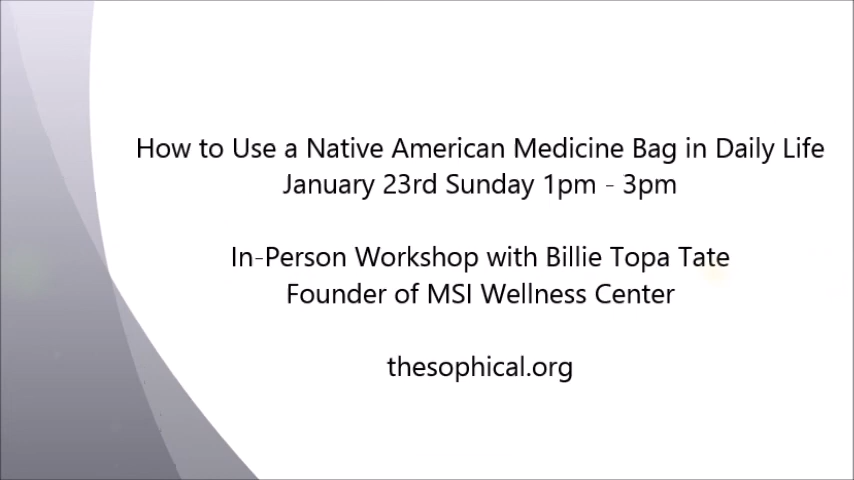 How to Use a Native American Medicine Bag in Daily Life
January 23rd Sunday 1pm - 3pm
In-Person Workshop with Billie Topa Tate
Founder of MSI Wellness Center
thesophical.org